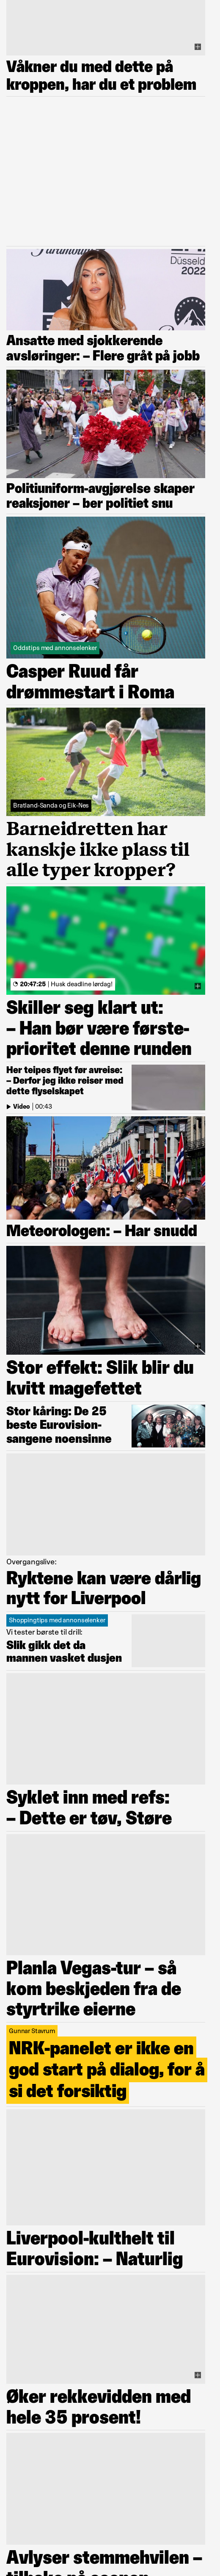 Våkner du med dette på
kroppen, har du et problem
Paramount
Düsseld
2022
Ansatte med sjokkerende
avsløringer: – Flere gråt på jobb
Politiuniform-avgjørelse skaper
reaksjoner – ber politiet snu
Oddstips med annonselenker
Casper Ruud får
drømmestart i Roma
Bratland-Sanda og Eik-Nes
Barneidretten har
kanskje ikke plass til
alle typer kropper?
20:47:25 | Husk deadline lørdag!
Skiller seg klart ut:
– Han bør være første-
prioritet denne runden
Her teipes flyet før avreise:
– Derfor jeg ikke reiser med
dette flyselskapet
Video | 00:43
Meteorologen: – Har snudd
Stor effekt: Slik blir du
kvitt magefettet
Stor kåring: De 25
beste Eurovision-
sangene noensinne
Overgangslive:
Ryktene kan være dårlig
nytt for Liverpool
Shoppingtips med annonselenker
Vi tester børste til drill:
Slik gikk det da
mannen vasket dusjen
Syklet inn med refs:
– Dette er tøv, Støre
Planla Vegas-tur – så
kom beskjeden fra de
styrtrike eierne
Gunnar Stavrum
NRK-panelet er ikke en
god start på dialog, for å
si det forsiktig
Liverpool-kulthelt til
Eurovision: – Naturlig
Øker rekkevidden med
hele 35 prosent!
Avlyser stemmehvilen –